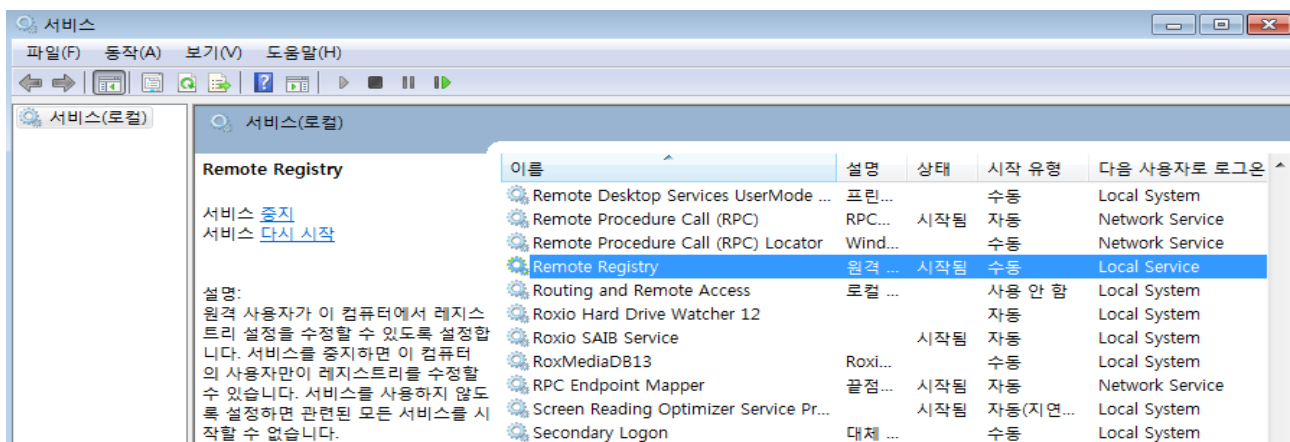 서비스
파일(F) 동작(A) 보기(V) 도움말(H)
서비스(로컬)
서비스(로컬)
Remote Registry
서비스 중지
서비스 다시 시작
설명:
원격 사용자가 이 컴퓨터에서 레지스
트리 설정을 수정할 수 있도록 설정합
니다. 서비스를 중지하면 이 컴퓨터
의 사용자만이 레지스트리를 수정할
수 있습니다. 서비스를 사용하지 않도
록 설정하면 관련된 모든 서비스를 시
작할 수 없습니다.
이름 설명 상태 시작 유형 다음 사용자로 로그온
Remote Desktop Services UserMode ... 프린... 수동 Local System
Remote Procedure Call (RPC) RPC... 시작됨 자동 Network Service
Remote Procedure Call (RPC) Locator Wind... 수동 Network Service
Remote Registry 원격 ... 시작됨 수동 Local Service
Routing and Remote Access 로컬 ... 사용 안 함 Local System
Roxio Hard Drive Watcher 12 자동 Local System
Roxio SAIB Service 시작됨 자동 Local System
RoxMediaDB13 Roxi... 수동 Local System
RPC Endpoint Mapper 끝점... 시작됨 자동 Network Service
Screen Reading Optimizer Service Pr... 시작됨 자동(지연... Local System
Secondary Logon 대체 ... 수동 Local System